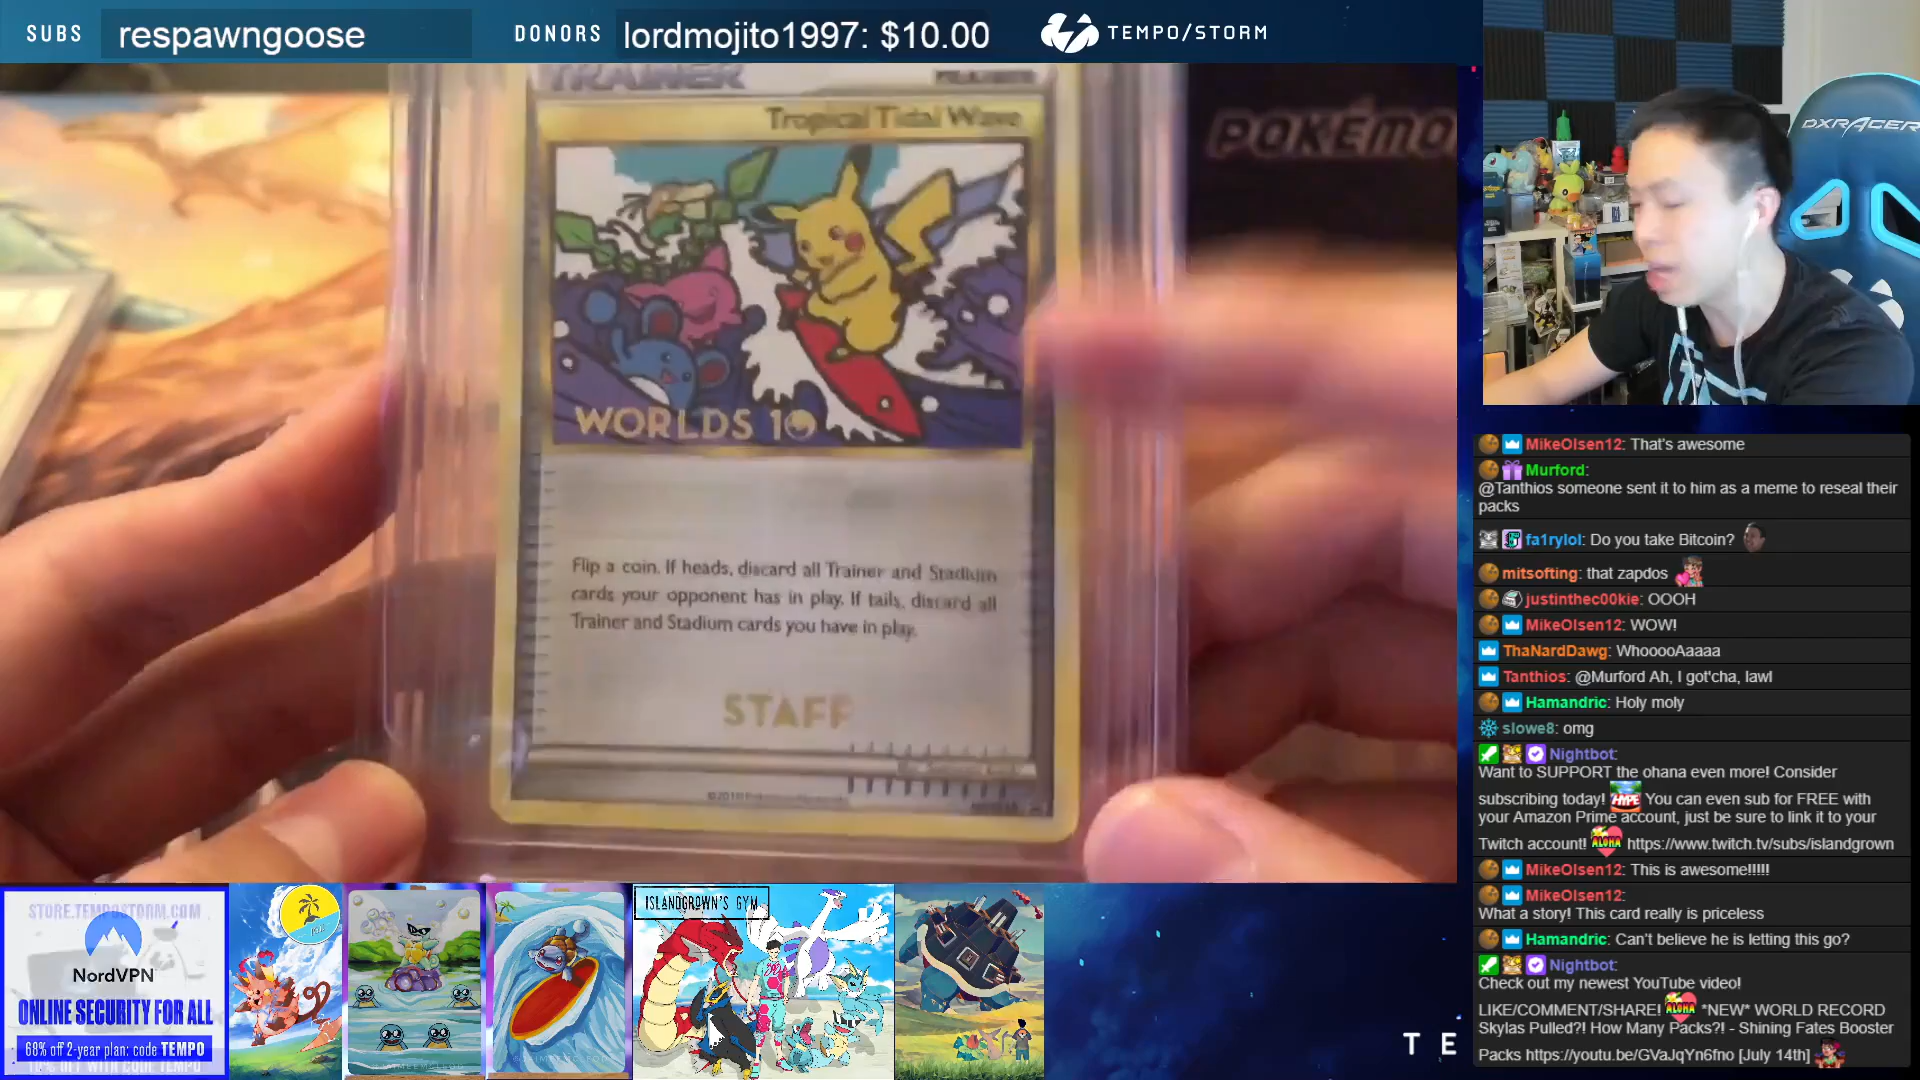 SUBS respawngoose DONORS lordmojito1997: $10.00 TEMPO/STORM
TRAINER
Tropical Tidal Wave
POKÉMO
DXRACER
WORLDS 10
Flip a coin. If heads, discard all Trainer and Stadium
cards your opponent has in play. If tails, discard all
Trainer and Stadium cards you have in play.
STAFF
MikeOlsen12: That's awesome
Murford:
@Tanthios someone sent it to him as a meme to reseal their
packs
fa1rylol: Do you take Bitcoin?
mitsofting: that zapdos
justinthec00kie: OOOH
MikeOlsen12: WOW!
ThaNardDawg: WhooooAaaaa
Tanthios: @Murford Ah, I got'cha, lawl
Hamandric: Holy moly
slowe8: omg
Nightbot:
Want to SUPPORT the ohana even more! Consider
subscribing today! HYPE You can even sub for FREE with
your Amazon Prime account, just be sure to link it to your
Twitch account! ALOHA https://www.twitch.tv/subs/islandgrown
MikeOlsen12: This is awesome!!!!!
MikeOlsen12:
What a story! This card really is priceless
Hamandric: Can't believe he is letting this go?
Nightbot:
Check out my newest YouTube video!
LIKE/COMMENT/SHARE! ALOHA *NEW* WORLD RECORD
Skylas Pulled?! How Many Packs?! - Shining Fates Booster
Packs https://youtu.be/GVaJqYn6fno [July 14th]
STORE.TEMPOSTORM.COM
NordVPN
ONLINE SECURITY FOR ALL
68% off 2-year plan: code TEMPO
ISLANDGROWN'S GYM
T E